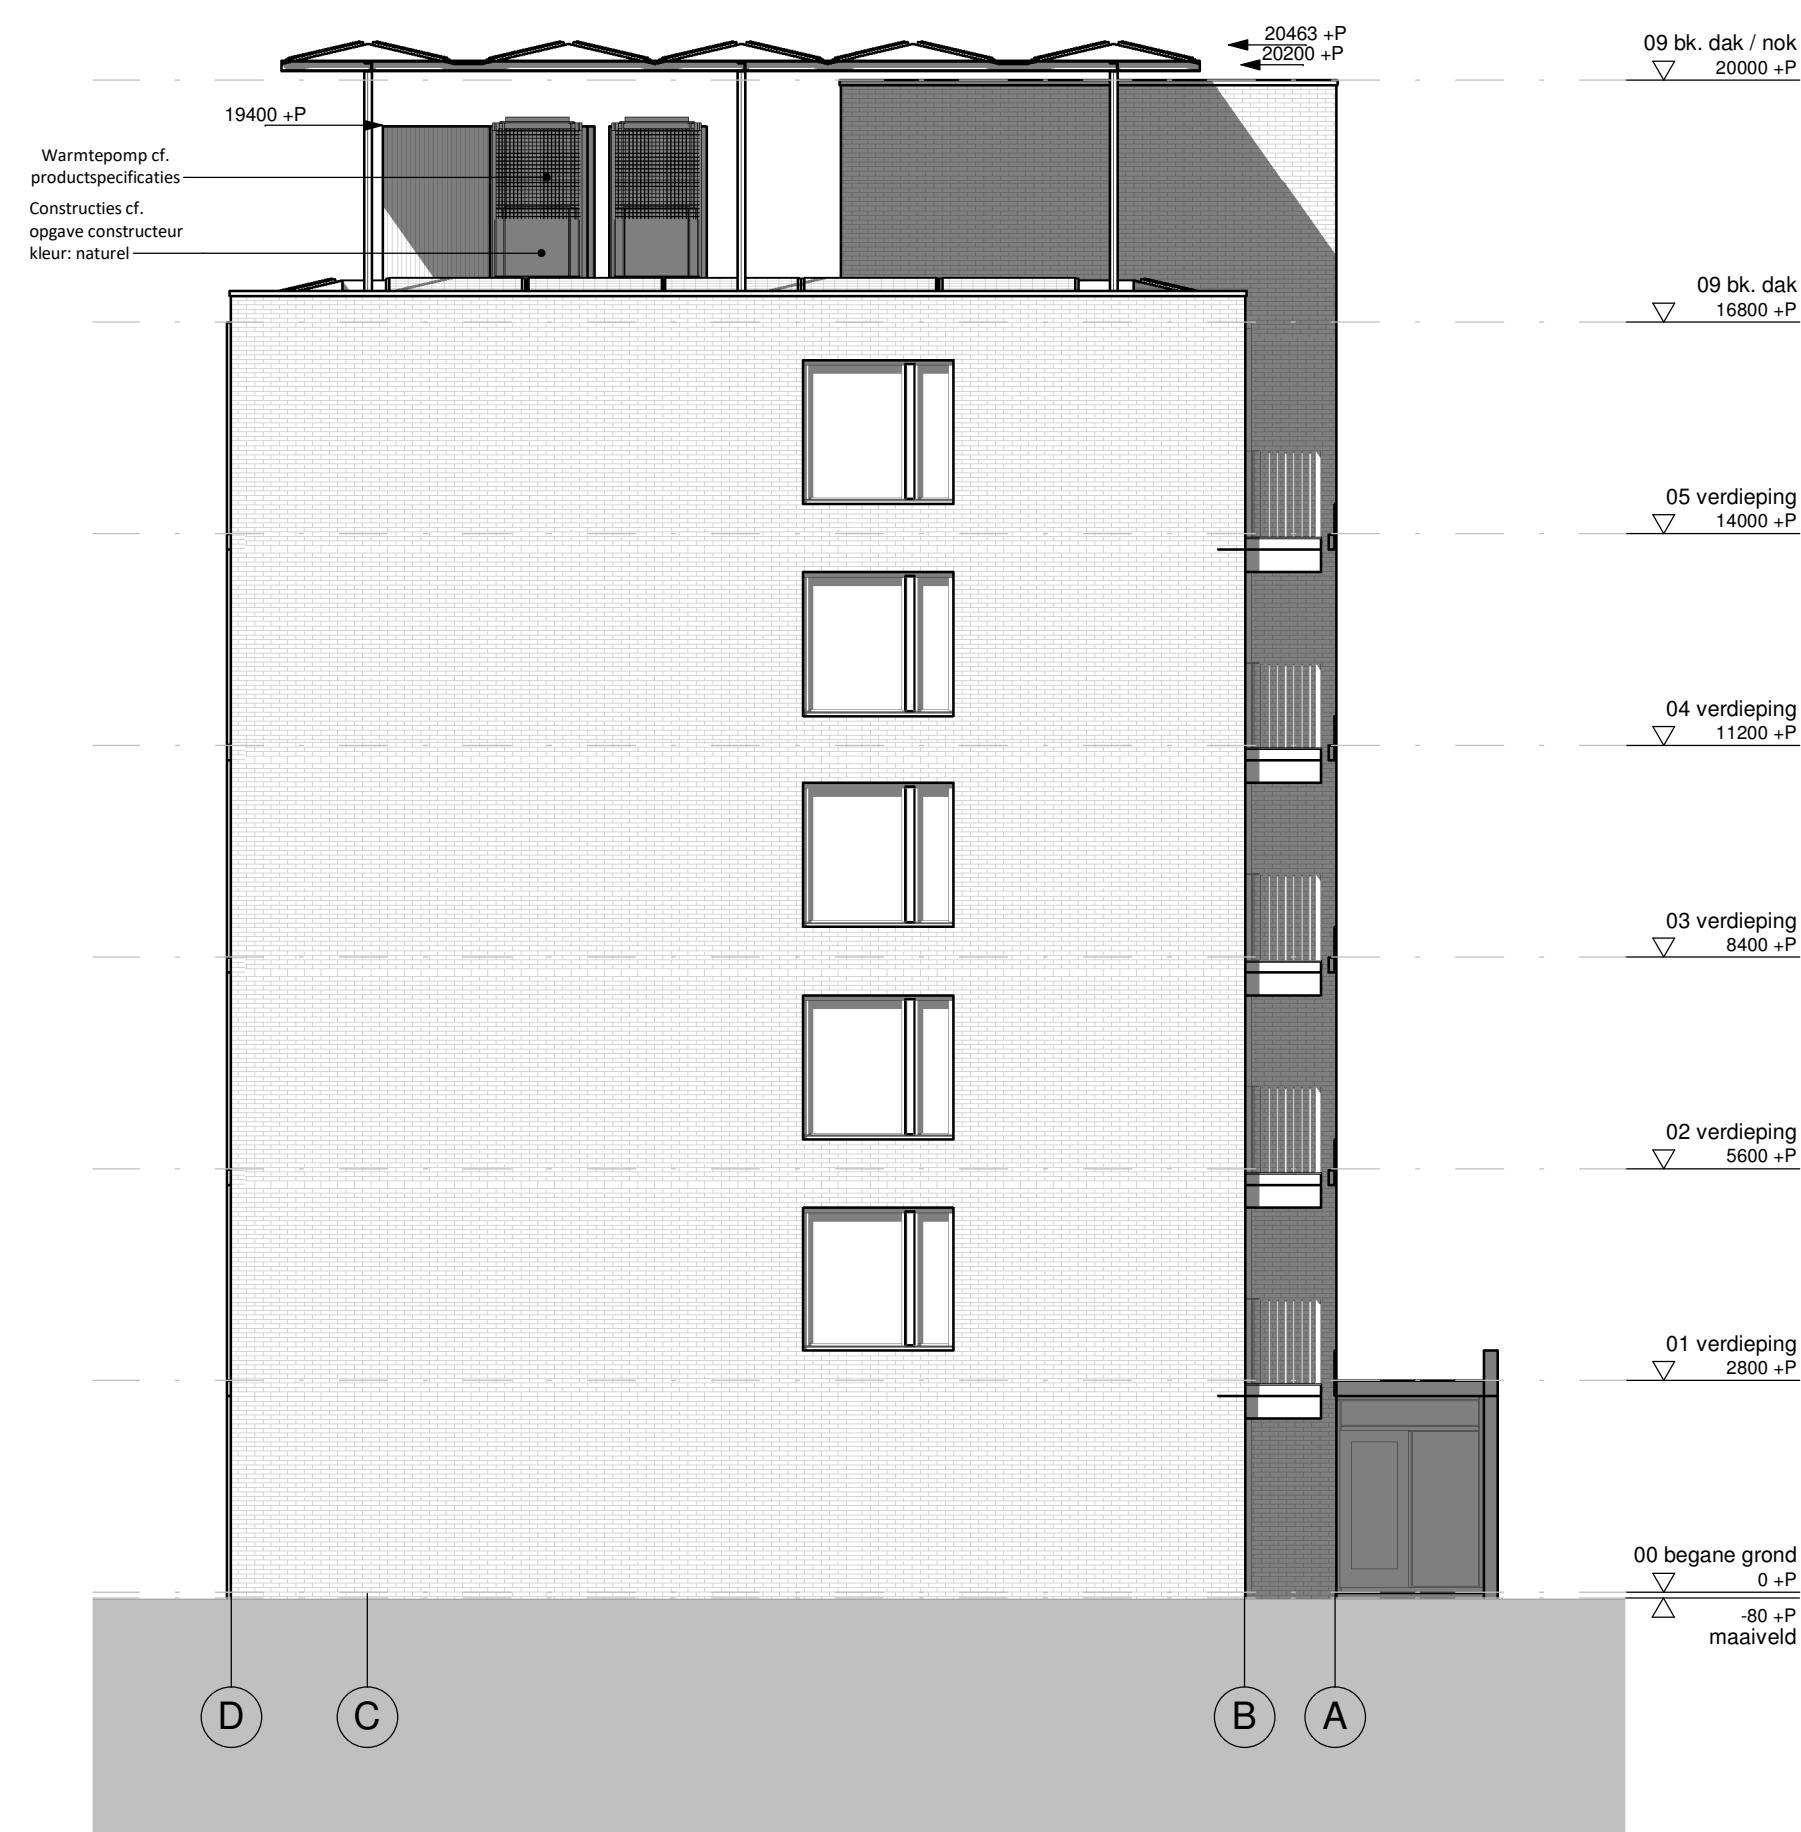 20463 +P
20200 +P
09 bk. dak / nok
20000 +P
19400 +P
Warmtepomp cf.
productspecificaties
Constructies cf.
opgave constructeur
kleur: naturel
09 bk. dak
16800 +P
05 verdieping
14000 +P
04 verdieping
11200 +P
03 verdieping
8400 +P
02 verdieping
5600 +P
01 verdieping
2800 +P
00 begane grond
0 +P
-80 +P
maaiveld
D
C
B
A